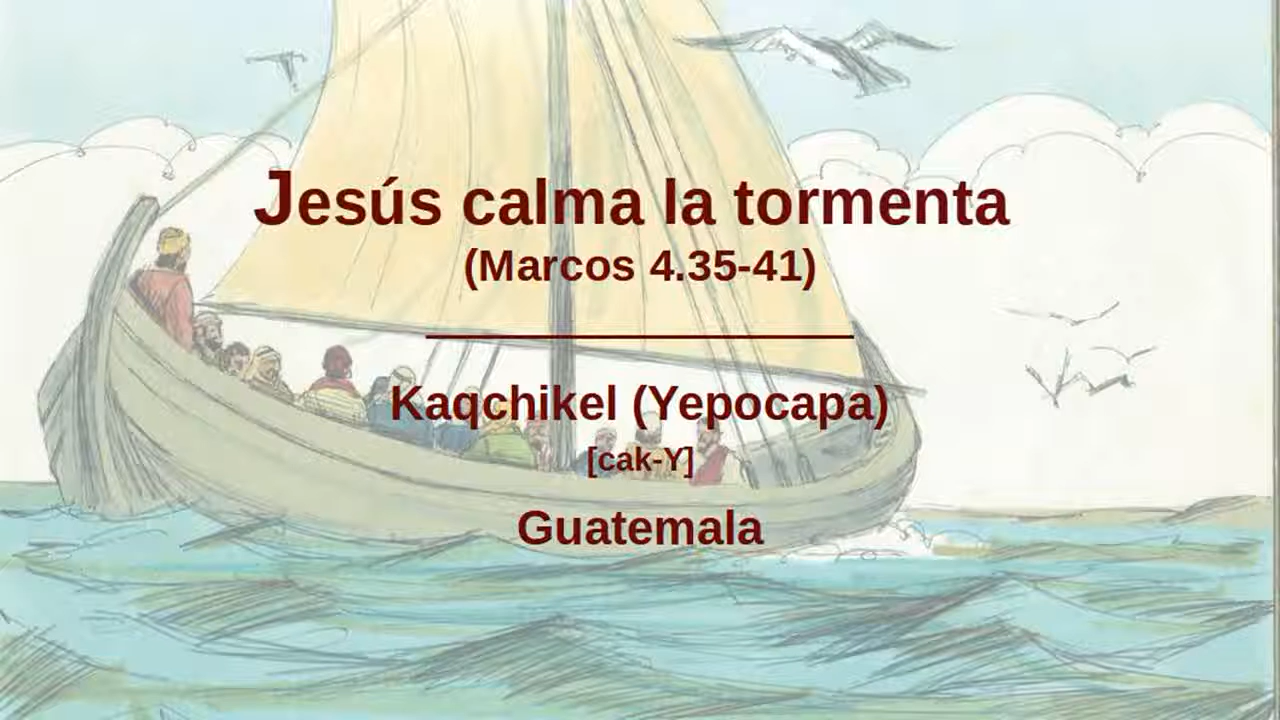 Jesús calma la tormenta
(Marcos 4.35-41)
Kaqchikel (Yepocapa)
[cak-Y]
Guatemala